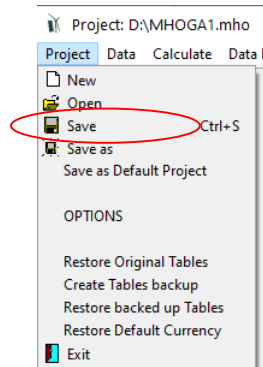 Project: D:\MHOGA1.mho
Project Data Calculate Data
New
Open
Save Ctrl+S
Save as
Save as Default Project
OPTIONS
Restore Original Tables
Create Tables backup
Restore backed up Tables
Restore Default Currency
Exit